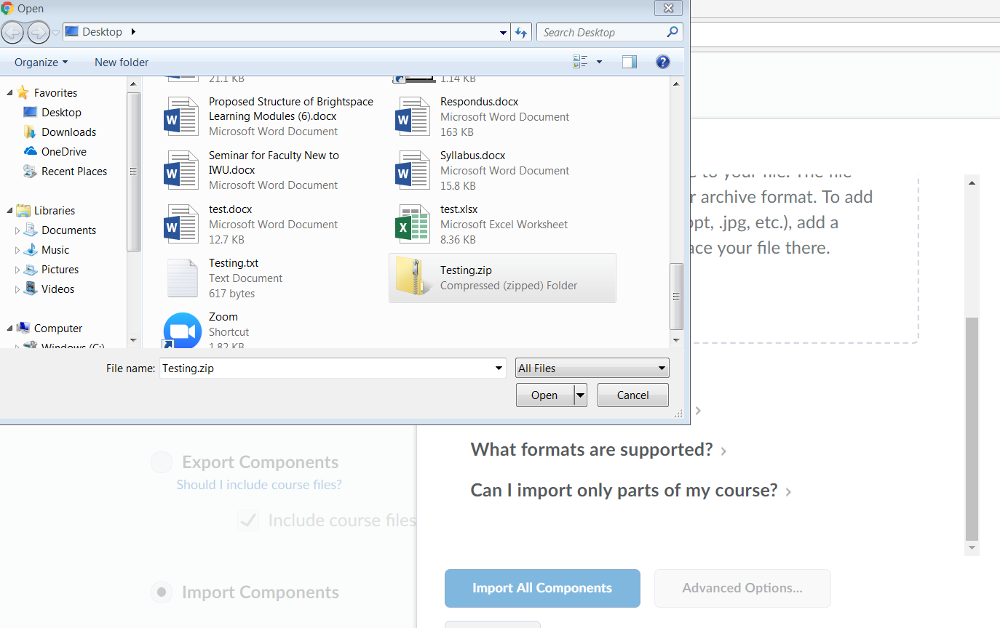 Open
Desktop
Search Desktop
Organize
New folder
Favorites
Desktop
Downloads
OneDrive
Recent Places
Libraries
Documents
Music
Pictures
Videos
Computer
Windows (C:)
21.1 KB
1.14 KB
Proposed Structure of Brightspace
Learning Modules (6).docx
Microsoft Word Document
Respondus.docx
Microsoft Word Document
163 KB
Seminar for Faculty New to
IWU.docx
Microsoft Word Document
Syllabus.docx
Microsoft Word Document
15.8 KB
test.docx
Microsoft Word Document
12.7 KB
test.xlsx
Microsoft Excel Worksheet
8.36 KB
Testing.txt
Text Document
617 bytes
Testing.zip
Compressed (zipped) Folder
Zoom
Shortcut
1.82 KB
File name: Testing.zip
All Files
Open
Cancel
to your file. The file
archive format. To add
.jpg, etc.), add a
your file there.
What formats are supported?
Can I import only parts of my course?
Export Components
Should I include course files?
Include course files
Import Components
Import All Components
Advanced Options...